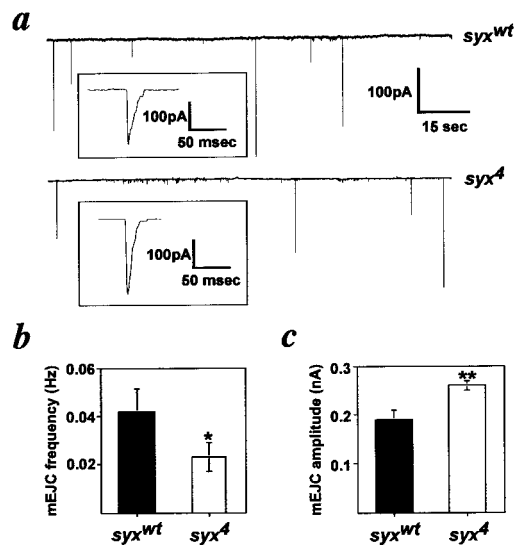 a
syx^wt
100pA
15 sec
100pA
50 msec
syx^4
100pA
50 msec
b
mEJC frequency (Hz)
0.06
0.04
0.02
*
syx^wt
syx^4
c
mEJC amplitude (nA)
0.3
0.2
0.1
**
syx^wt
syx^4